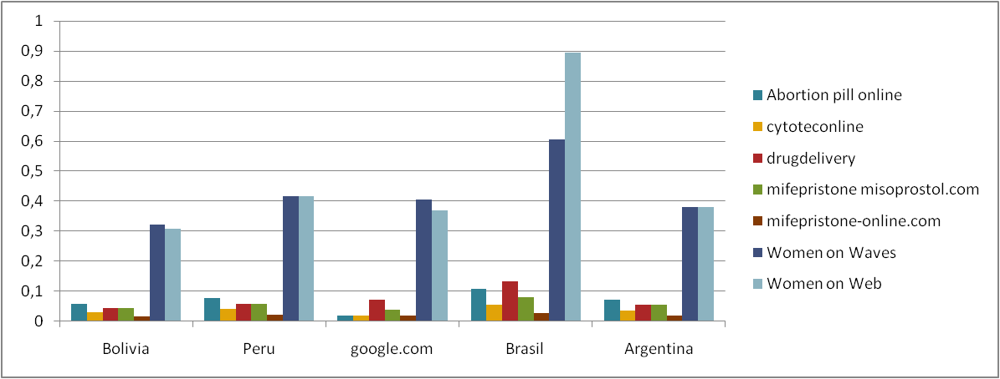 1
0,9
0,8
0,7
0,6
0,5
0,4
0,3
0,2
0,1
0
Bolivia Peru google.com Brasil Argentina
Abortion pill online
cytoteconline
drugdelivery
mifepristone misoprostol.com
mifepristone-online.com
Women on Waves
Women on Web